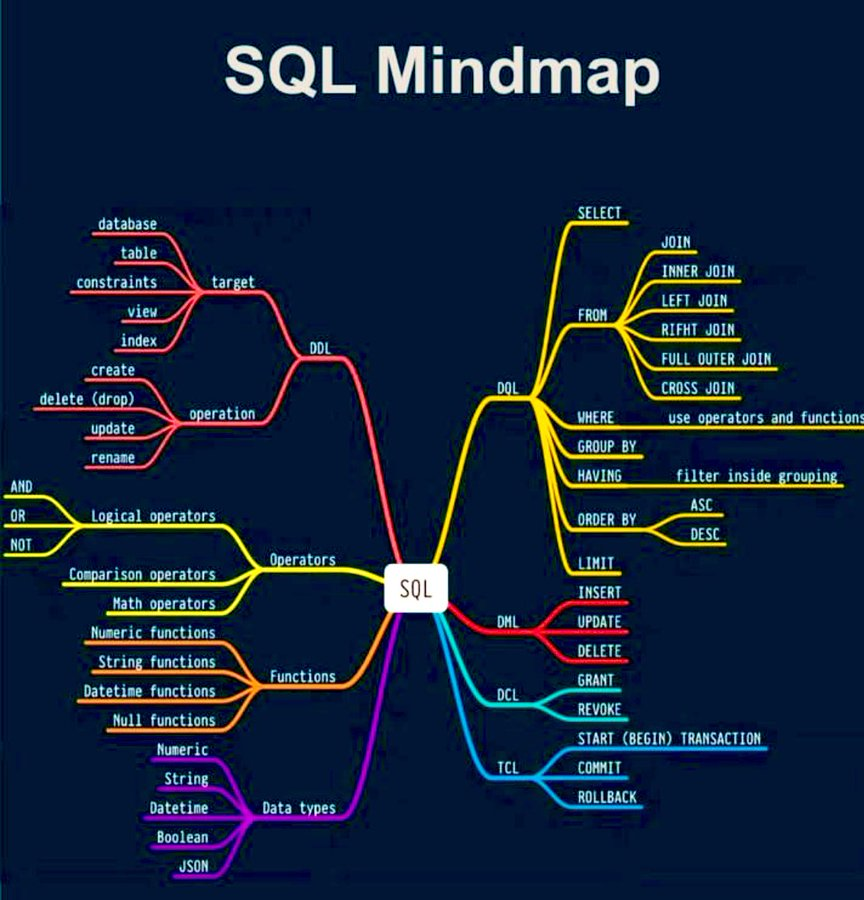 SQL Mindmap
database
table
constraints
view
index
target
create
delete (drop)
update
rename
operation
DDL
AND
OR
NOT
Logical operators
Comparison operators
Math operators
Operators
Numeric functions
String functions
Datetime functions
Null functions
Functions
Numeric
String
Datetime
Boolean
JSON
Data types
SQL
DQL
SELECT
FROM
JOIN
INNER JOIN
LEFT JOIN
RIFHT JOIN
FULL OUTER JOIN
CROSS JOIN
WHERE use operators and functions
GROUP BY
HAVING filter inside grouping
ORDER BY
ASC
DESC
LIMIT
DML
INSERT
UPDATE
DELETE
DCL
GRANT
REVOKE
TCL
START (BEGIN) TRANSACTION
COMMIT
ROLLBACK